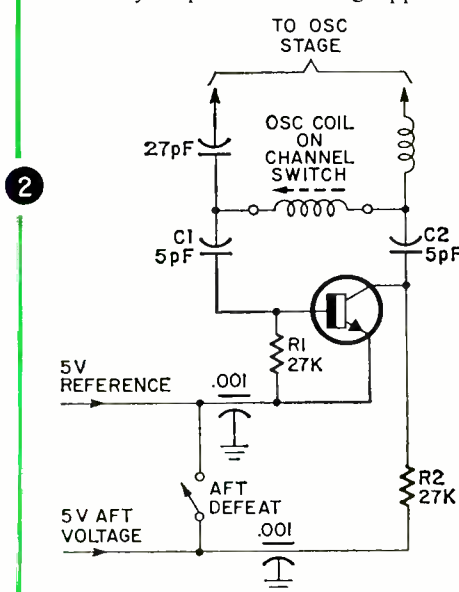 TO OSC
STAGE
27pF
OSC COIL
ON
CHANNEL
SWITCH
2
C1
5pF
C2
5pF
R1
27K
5V
REFERENCE
.001
AFT
DEFEAT
R2
27K
5V AFT
VOLTAGE
.001